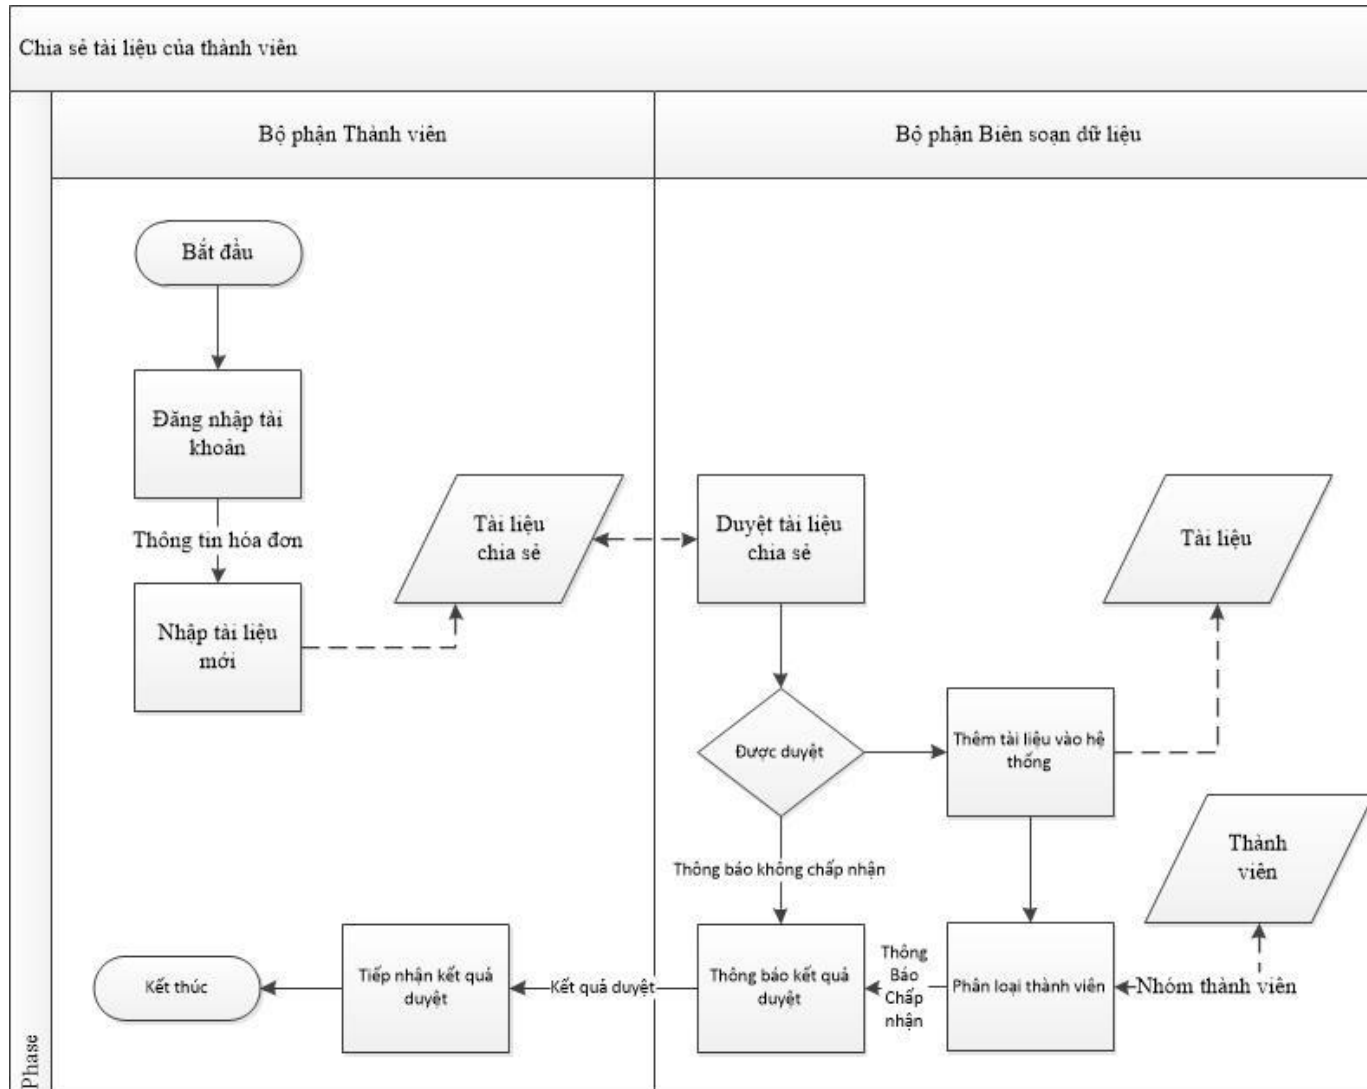 Chia sẻ tài liệu của thành viên
Bộ phận Thành viên
Bộ phận Biên soạn dữ liệu
Bắt đầu
Đăng nhập tài
khoản
Thông tin hóa đơn
Nhập tài liệu
mới
Tài liệu
chia sẻ
Duyệt tài liệu
chia sẻ
Tài liệu
Được duyệt
Thêm tài liệu vào hệ
thống
Thông báo không chấp nhận
Thành
viên
Kết thúc
Tiếp nhận kết quả
duyệt
Kết quả duyệt
Thông báo kết quả
duyệt
Thông
Báo
Chấp
nhận
Phân loại thành viên
Nhóm thành viên
Phase